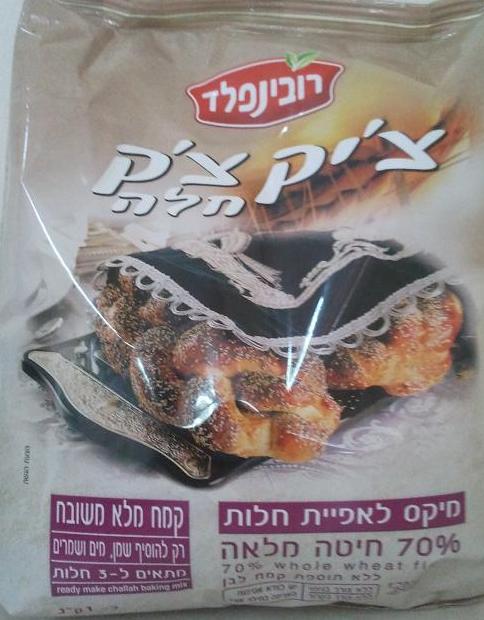 רובינפלד
צ'יק צ'ק
חלה
קמח מלא משובח
רק להוסיף שמן, מים ושמרים
מתאים ל-3 חלות
ready make challah baking mix
מיקס לאפיית חלות
70% חיטה מלאה
70% whole wheat
ללא תוספת קמח לבן